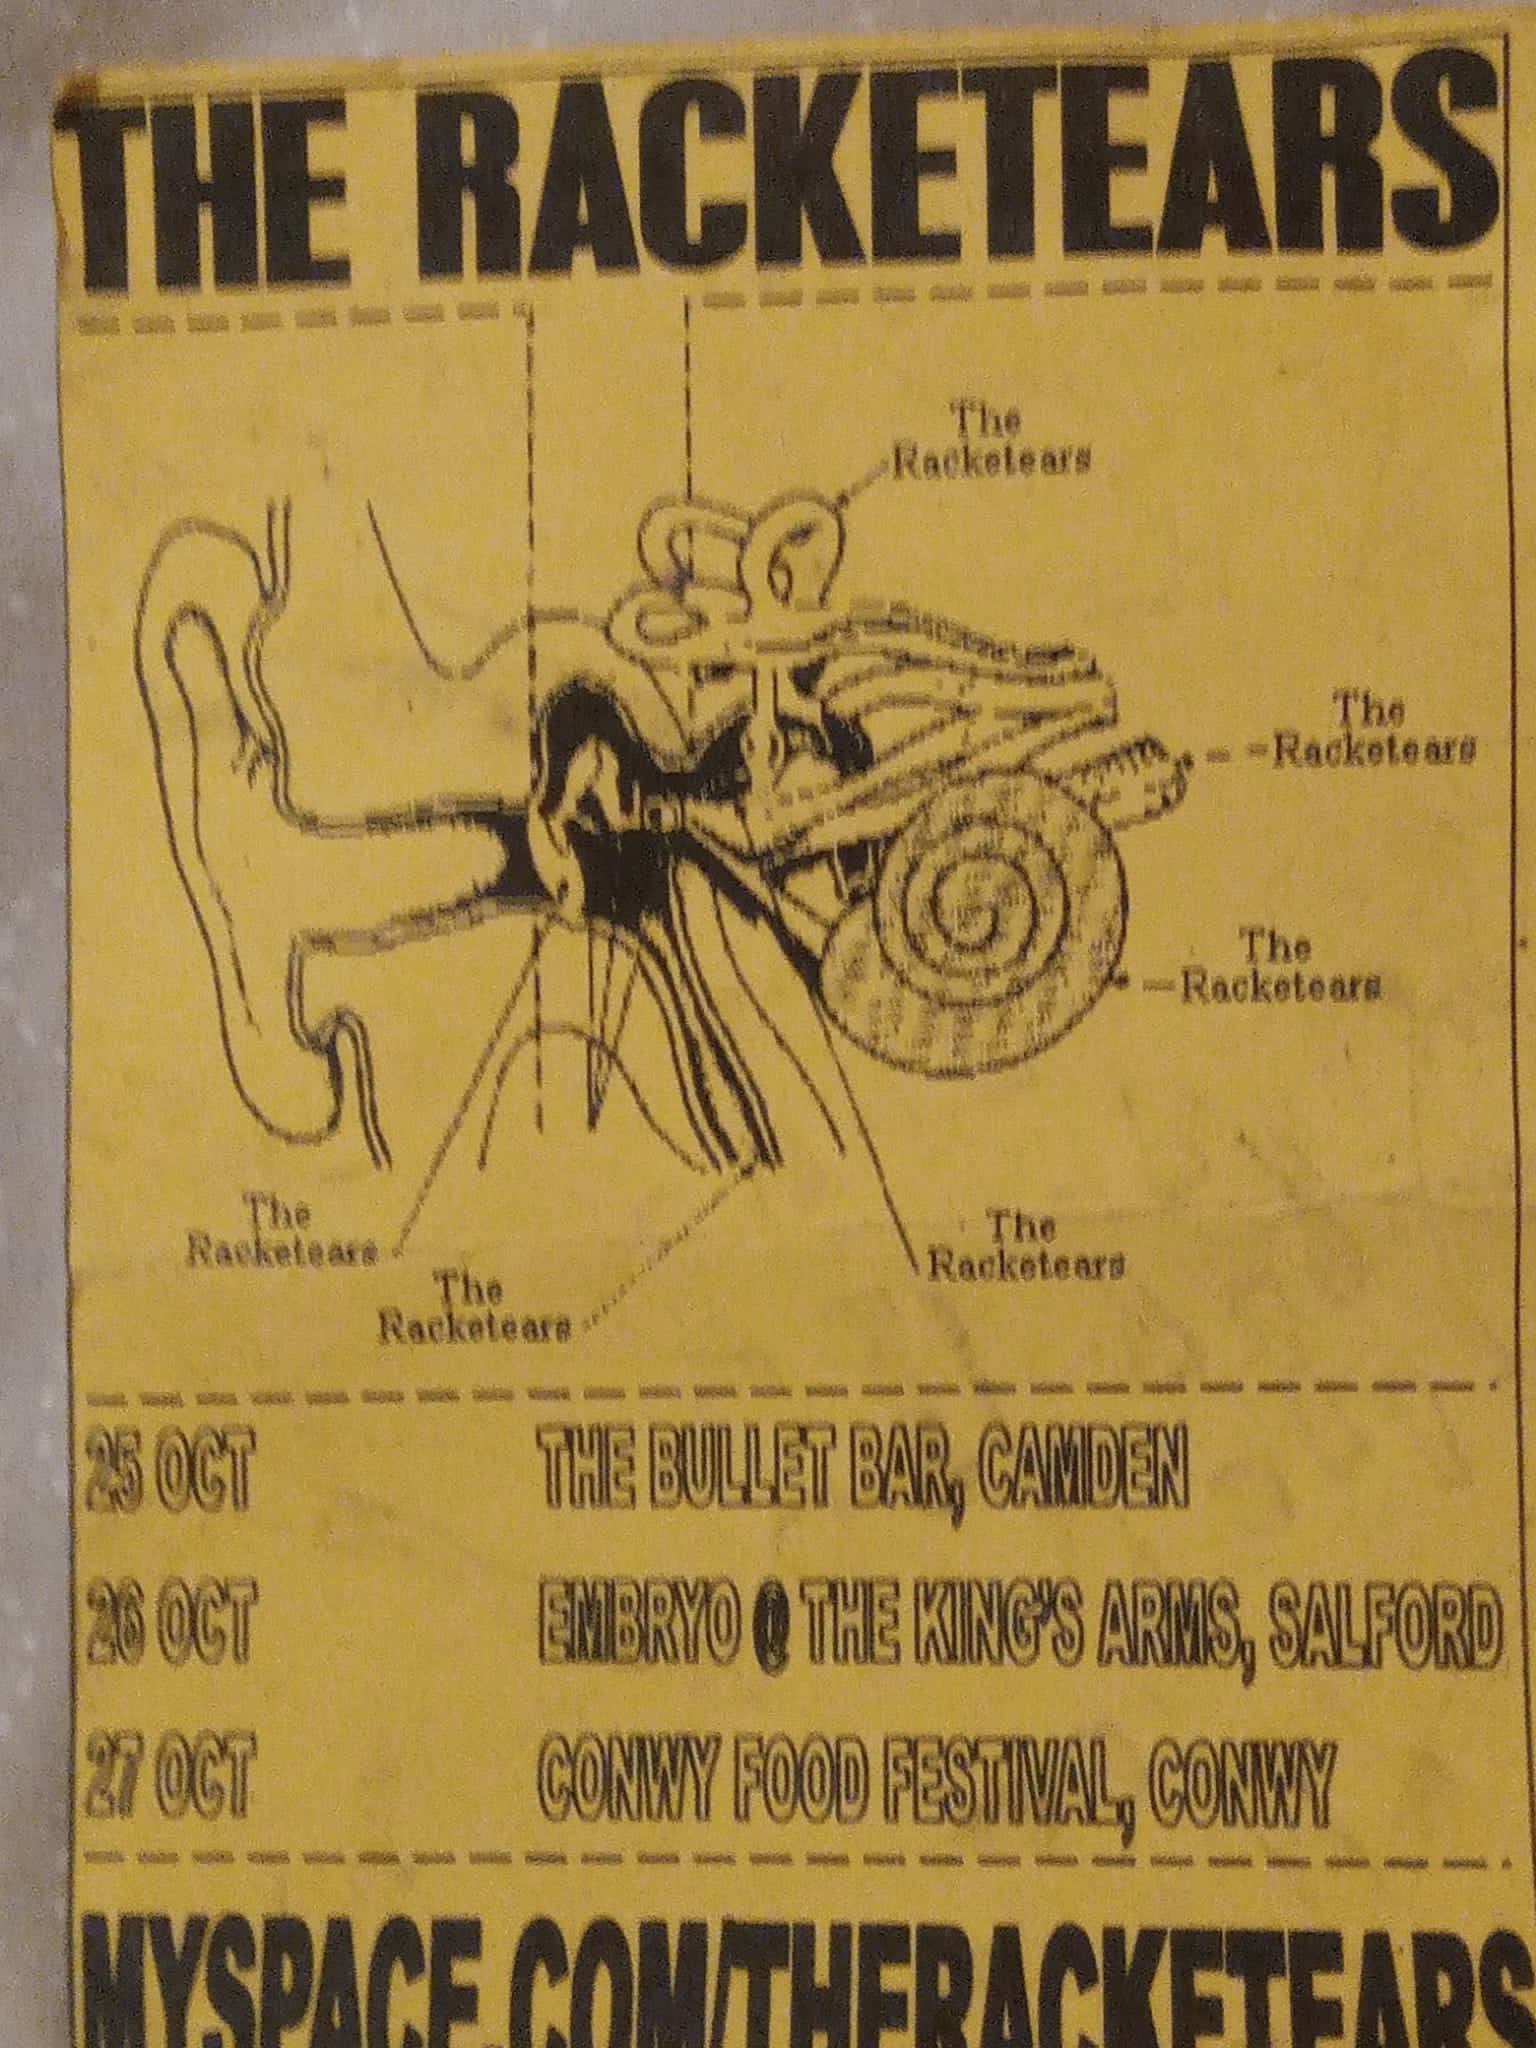 THE RACKETEARS
The
Racketears
The
Racketears
The
Racketears
The
Racketears
The
Racketears
The
Racketears
25 OCT THE BULLET BAR, CAMDEN
26 OCT EMBRYO @ THE KING'S ARMS, SALFORD
27 OCT CONWY FOOD FESTIVAL, CONWY
MYSPACE.COM/THERACKETEARS